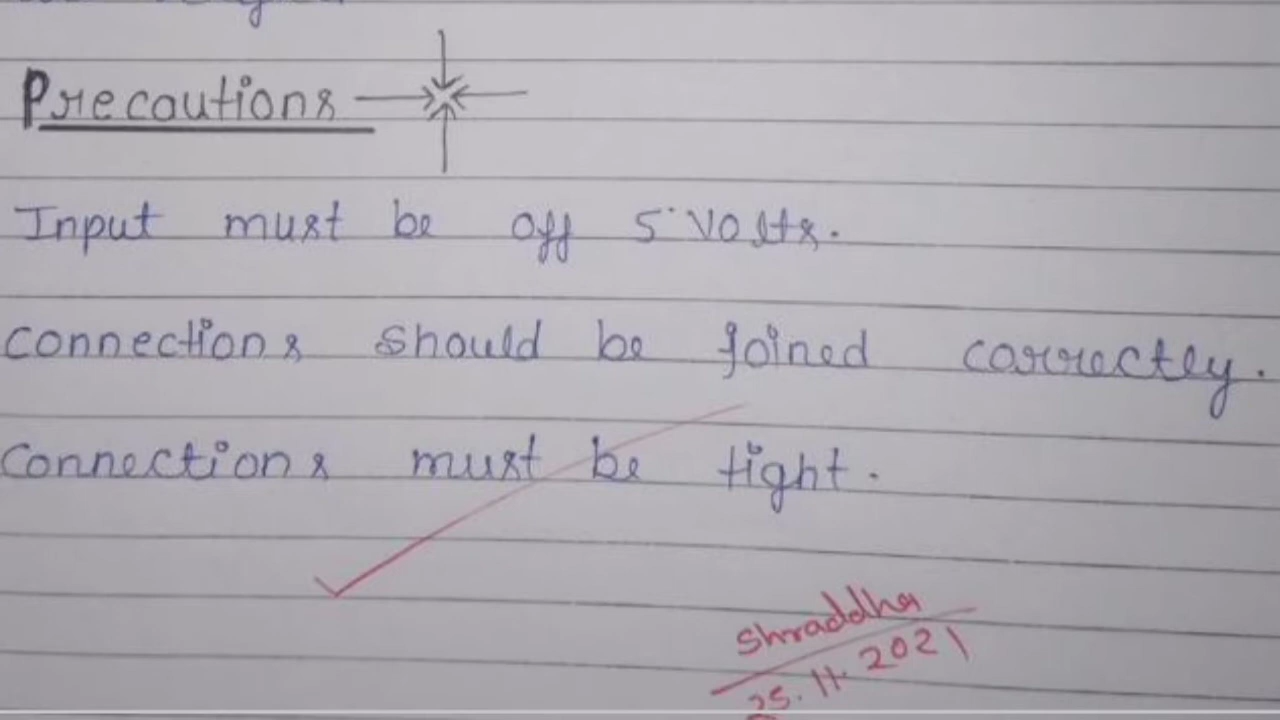 Precautions
Input must be off 5 Volts.
connections should be joined correctly.
Connections must be tight.
Shraddha
25.11.2021